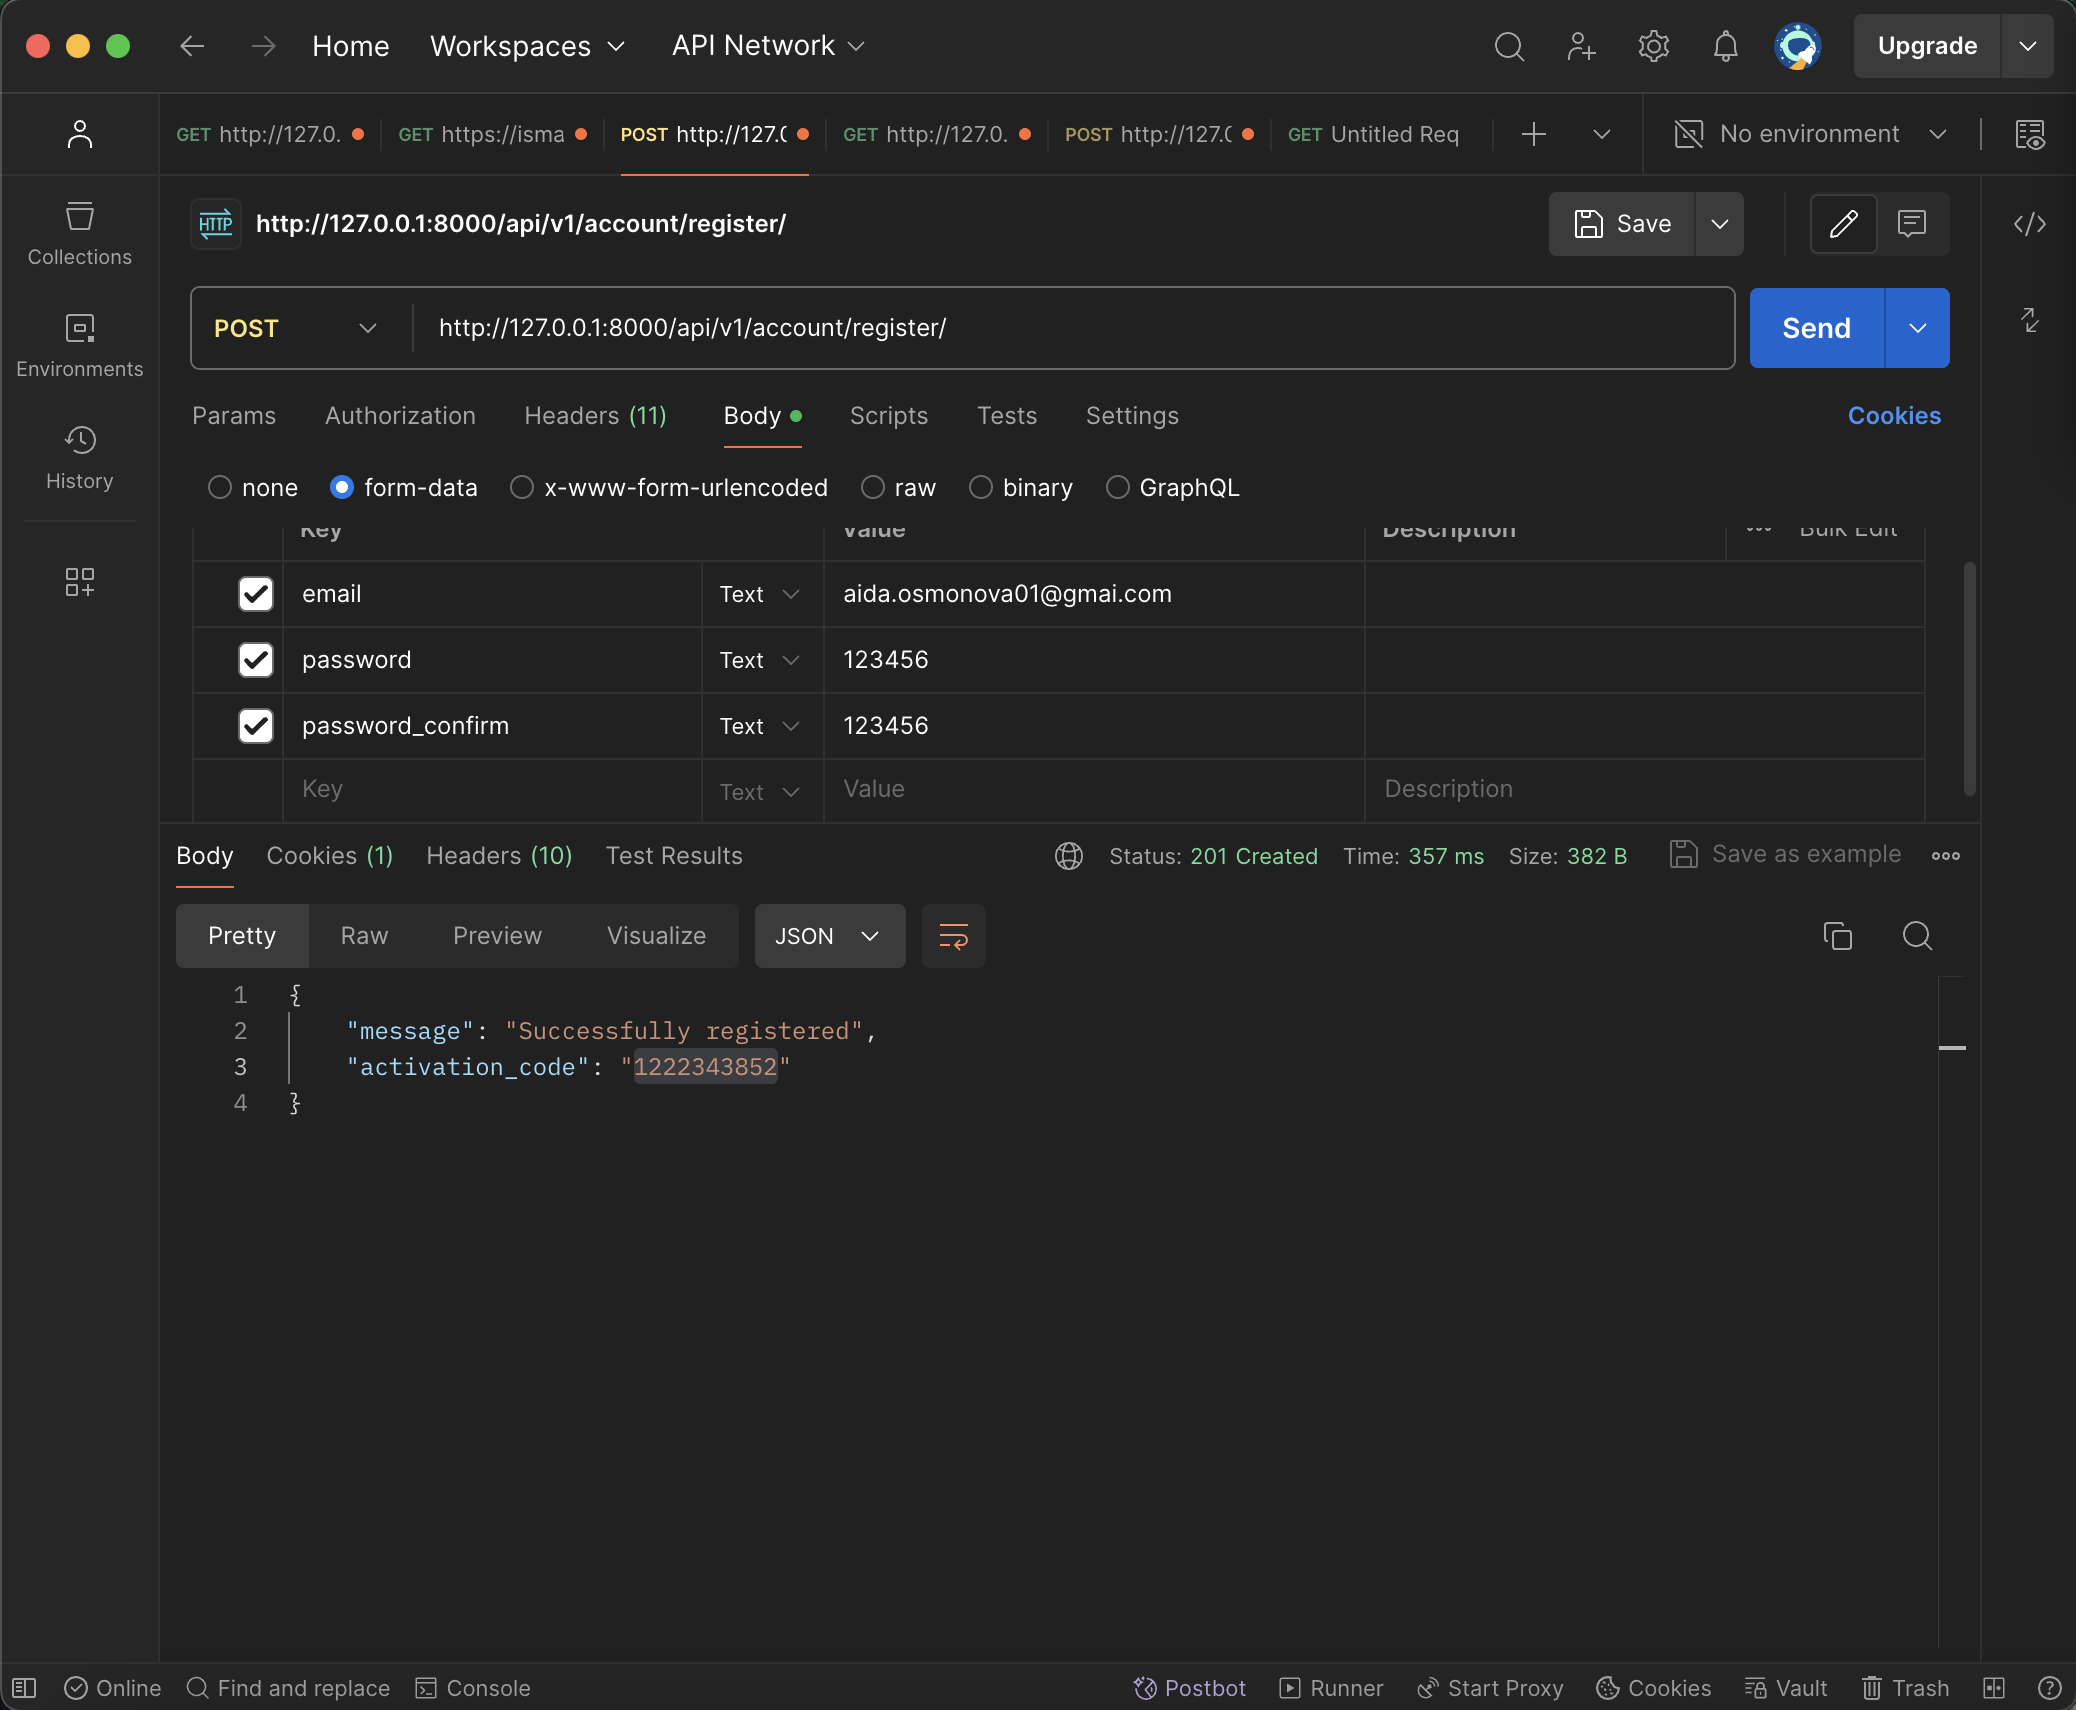 Home Workspaces API Network Upgrade
GET http://127.0. GET https://isma POST http://127.0 GET http://127.0. POST http://127.0 GET Untitled Req No environment
HTTP http://127.0.0.1:8000/api/v1/account/register/ Save
Collections
POST http://127.0.0.1:8000/api/v1/account/register/ Send
Environments
Params Authorization Headers (11) Body Scripts Tests Settings Cookies
History
none form-data x-www-form-urlencoded raw binary GraphQL
Key Value Description Bulk Edit
email Text aida.osmonova01@gmai.com
password Text 123456
password_confirm Text 123456
Key Text Value Description
Body Cookies (1) Headers (10) Test Results Status: 201 Created Time: 357 ms Size: 382 B Save as example
Pretty Raw Preview Visualize JSON
1 {
2 "message": "Successfully registered",
3 "activation_code": "1222343852"
4 }
Online Find and replace Console Postbot Runner Start Proxy Cookies Vault Trash